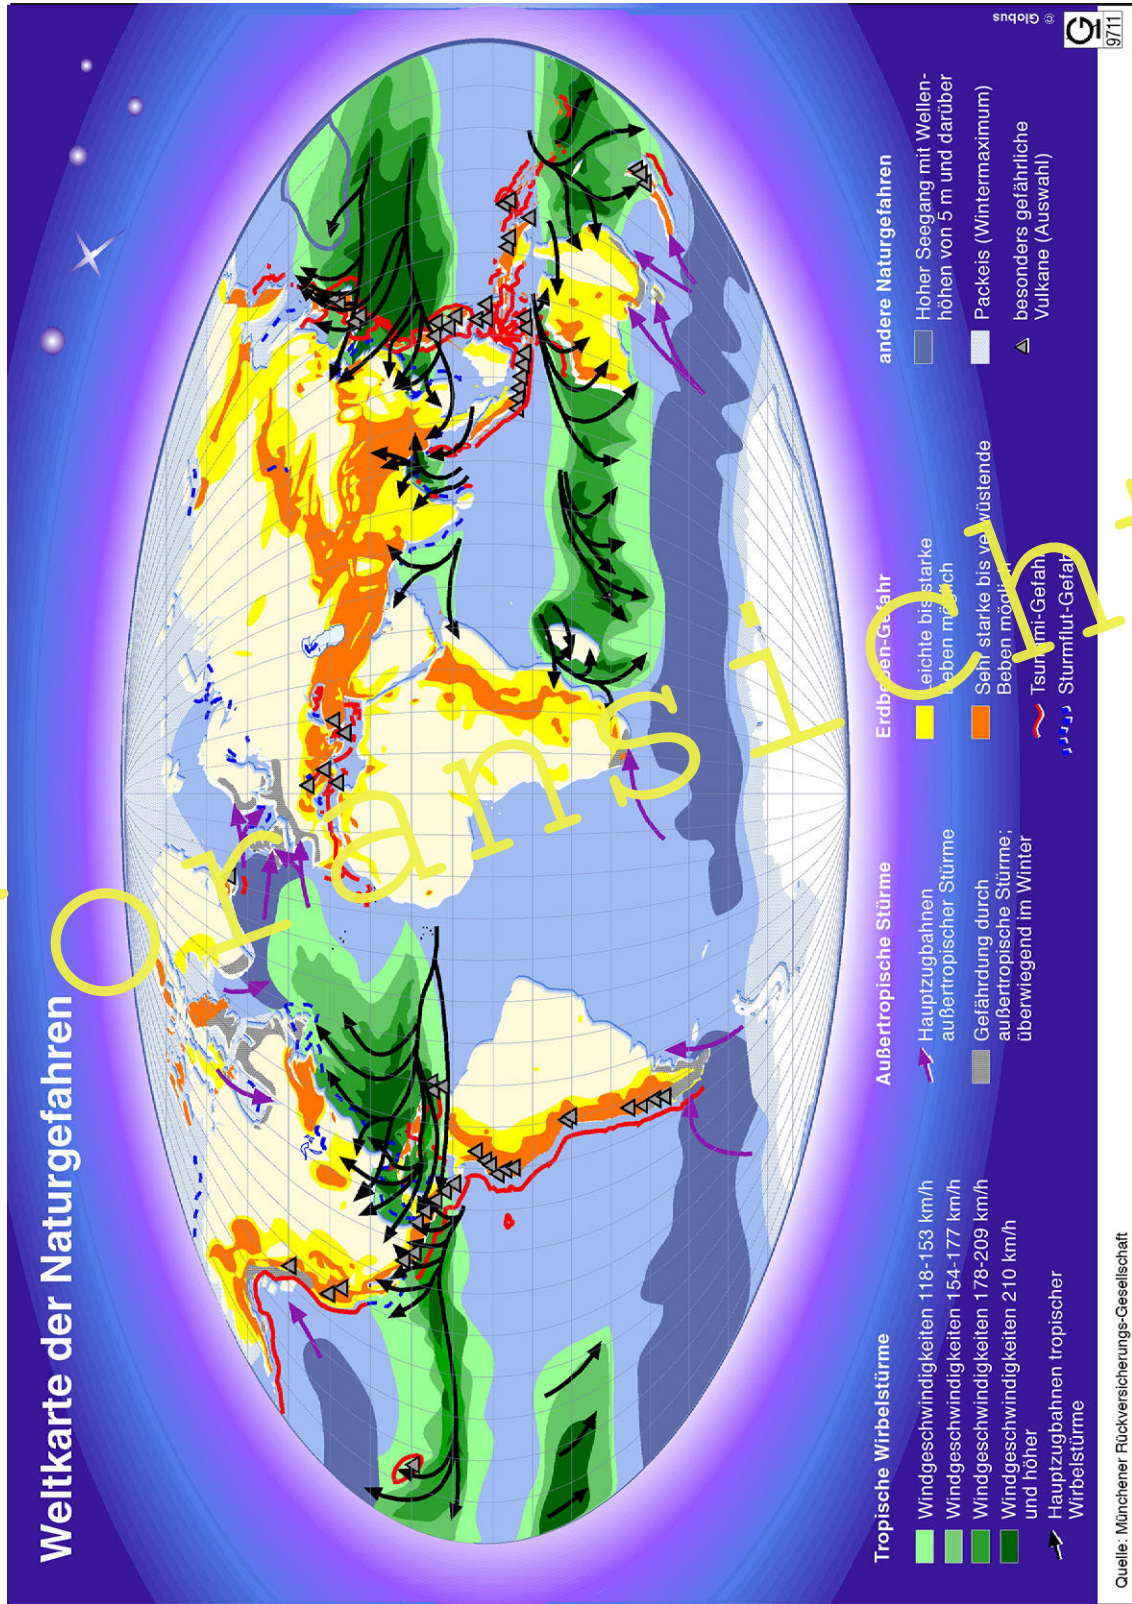 Weltkarte der Naturgefahren
Tropische Wirbelstürme
Windgeschwindigkeiten 118-153 km/h
Windgeschwindigkeiten 154-177 km/h
Windgeschwindigkeiten 178-209 km/h
Windgeschwindigkeiten 210 km/h
und höher
Hauptzugbahnen tropischer
Wirbelstürme
Außertropische Stürme
Hauptzugbahnen
außertropischer Stürme
Gefährdung durch
außertropische Stürme;
überwiegend im Winter
Erdbeben-Gefahr
Leichte bis starke
Beben möglich
Sehr starke bis verwüstende
Beben möglich
Tsunami-Gefahr
Sturmflut-Gefahr
andere Naturgefahren
Hoher Seegang mit Wellen-
höhen von 5 m und darüber
Packeis (Wintermaximum)
besonders gefährliche
Vulkane (Auswahl)
Quelle: Münchener Rückversicherungs-Gesellschaft
© Globus
G
9711
oransicht